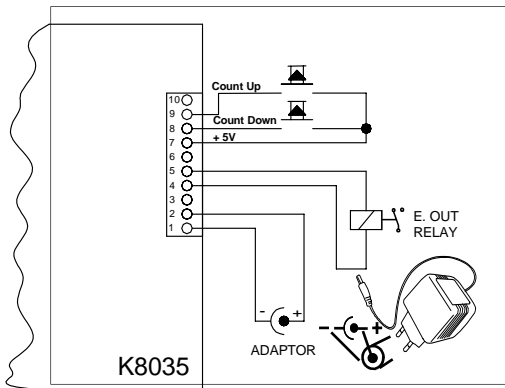 10
Count Up
9
Count Down
8
+ 5V
7
6
5
4
3
E. OUT
RELAY
2
1
- +
ADAPTOR
- +
K8035